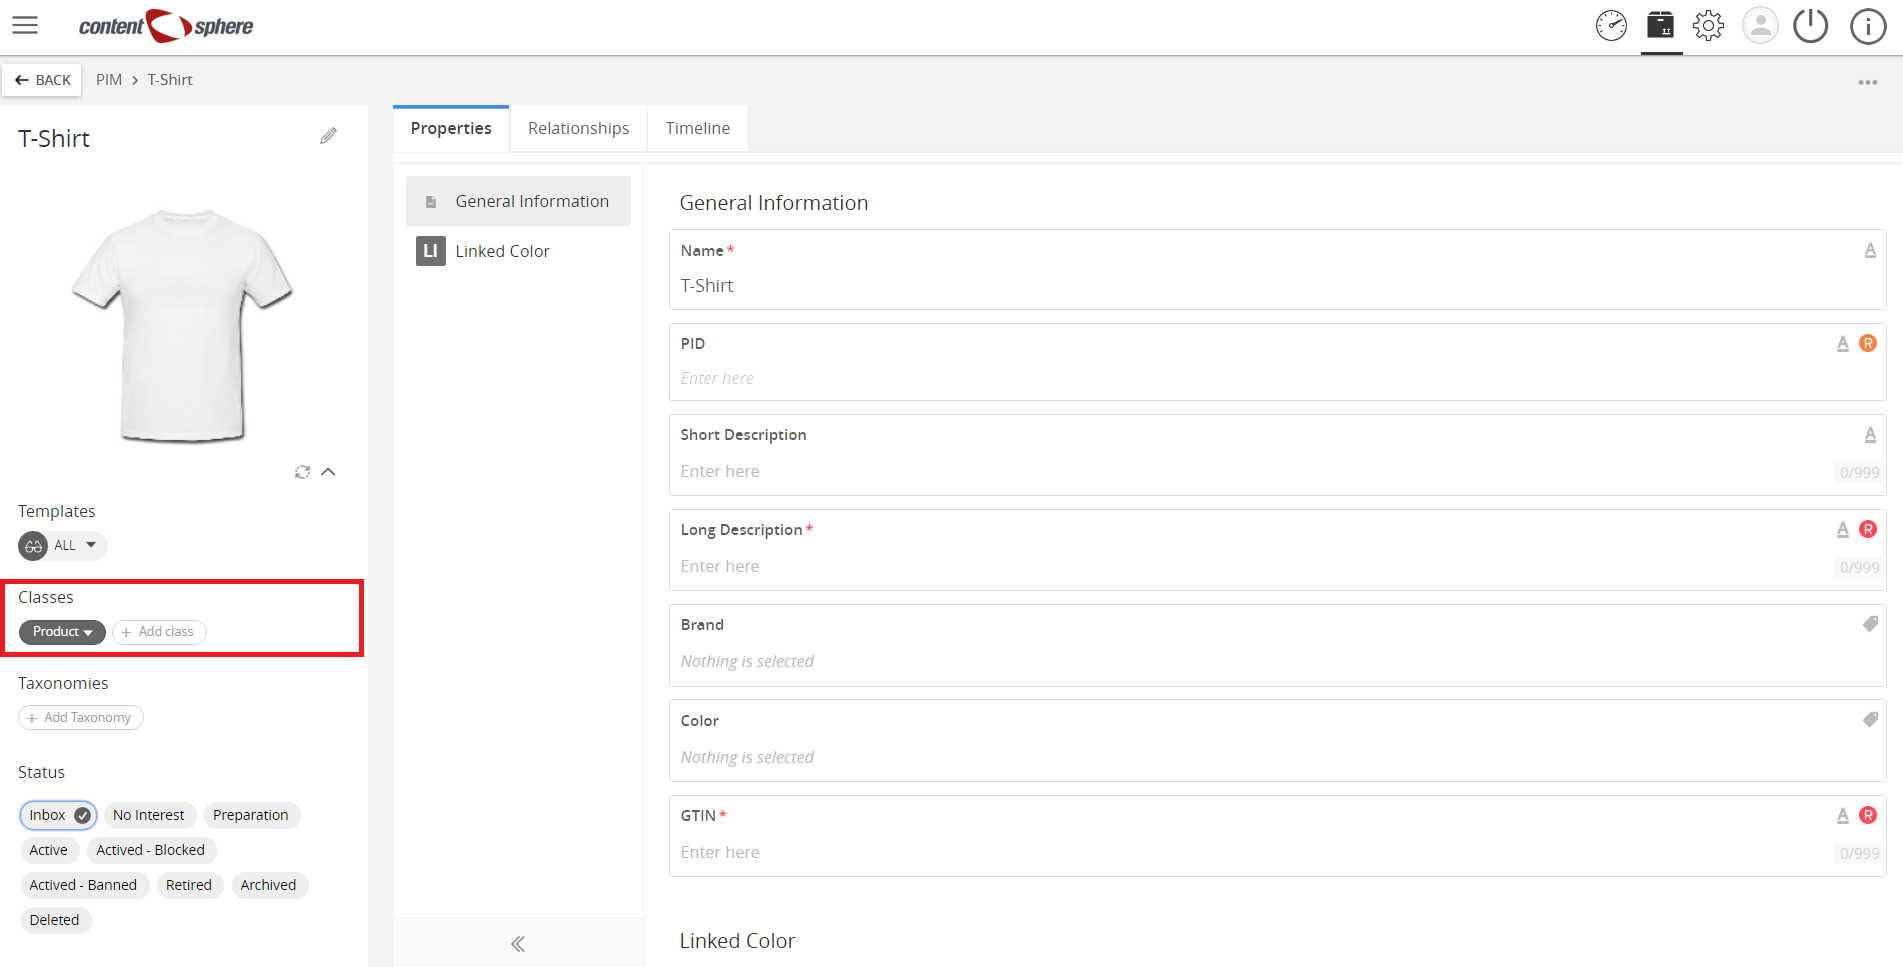 content sphere
BACK PIM > T-Shirt
T-Shirt
Templates
ALL
Classes
Product + Add class
Taxonomies
+ Add Taxonomy
Status
Inbox No Interest Preparation
Active Actived - Blocked
Actived - Banned Retired Archived
Deleted
Properties Relationships Timeline
General Information
LI Linked Color
General Information
Name * A
T-Shirt
PID A R
Enter here
Short Description A
Enter here 0/999
Long Description * A R
Enter here 0/999
Brand
Nothing is selected
Color
Nothing is selected
GTIN * A R
Enter here 0/999
Linked Color